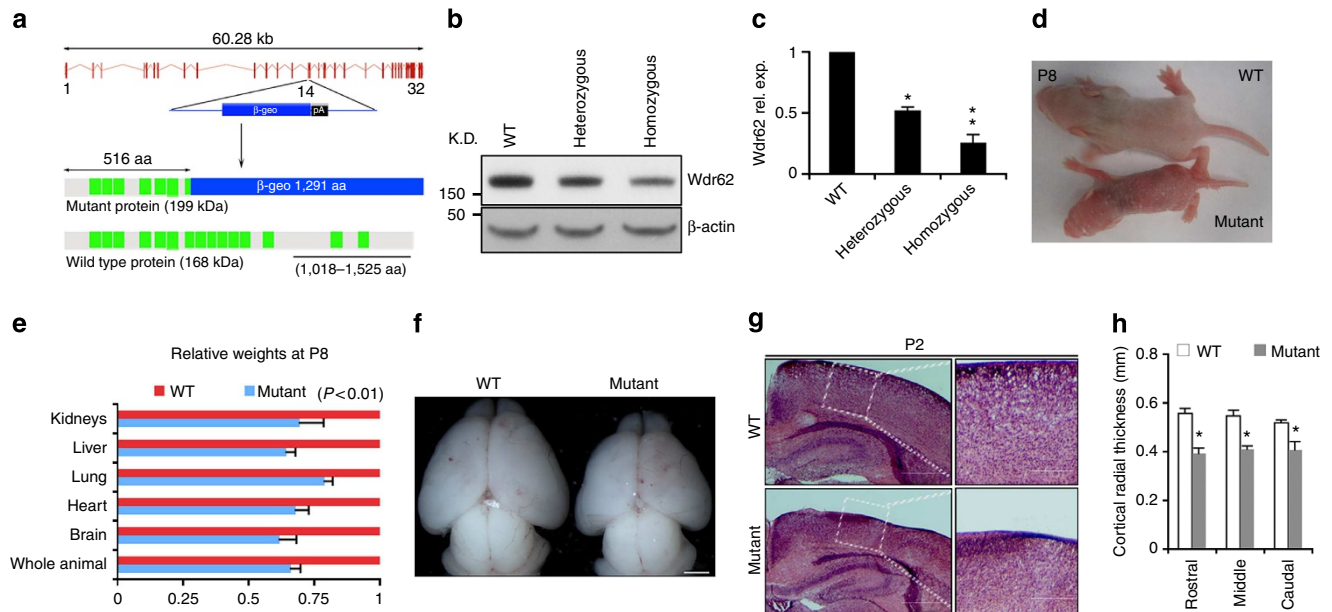 a
60.28 kb
1
14
32
β-geo
pA
516 aa
β-geo 1,291 aa
Mutant protein (199 kDa)
Wild type protein (168 kDa)
(1,018–1,525 aa)
b
K.D.
WT
Heterozygous
Homozygous
Wdr62
150
50
β-actin
c
Wdr62 rel. exp.
1
0.5
0
*
*
*
WT
Heterozygous
Homozygous
d
P8
WT
Mutant
e
Relative weights at P8
WT
Mutant
(P<0.01)
Kidneys
Liver
Lung
Heart
Brain
Whole animal
0
0.25
0.5
0.75
1
f
WT
Mutant
g
P2
WT
Mutant
h
WT
Mutant
Cortical radial thickness (mm)
0.8
0.6
0.4
0.2
0
*
*
*
Rostral
Middle
Caudal